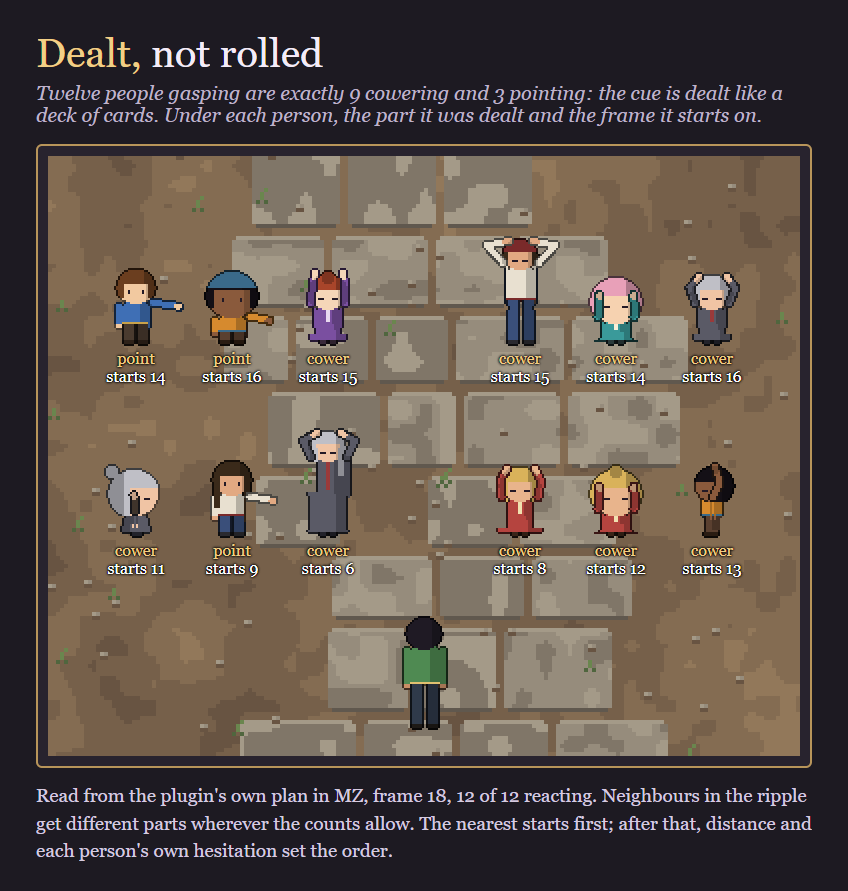 Dealt, not rolled
Twelve people gasping are exactly 9 cowering and 3 pointing: the cue is dealt like a
deck of cards. Under each person, the part it was dealt and the frame it starts on.
point point cower cower cower cower
starts 14 starts 16 starts 15 starts 15 starts 14 starts 16
cower point cower cower cower cower
starts 11 starts 9 starts 6 starts 8 starts 12 starts 13
Read from the plugin's own plan in MZ, frame 18, 12 of 12 reacting. Neighbours in the ripple
get different parts wherever the counts allow. The nearest starts first; after that, distance and
each person's own hesitation set the order.